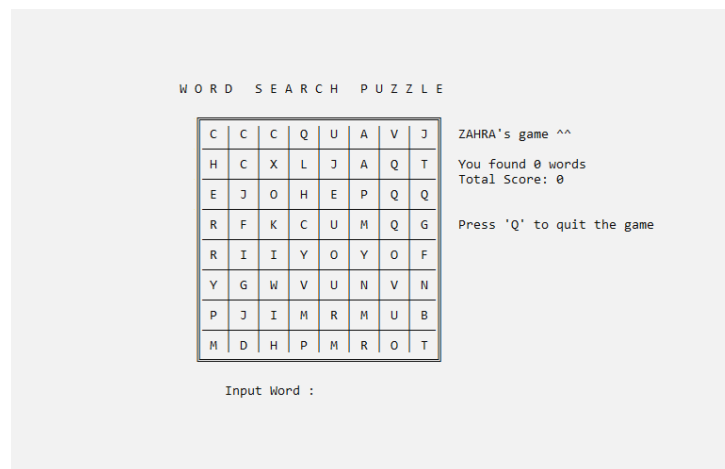 W O R D   S E A R C H   P U Z Z L E
C C C Q U A V J ZAHRA's game ^^
H C X L J A Q T You found 0 words
Total Score: 0
E J O H E P Q Q
R F K C U M Q G Press 'Q' to quit the game
R I I Y O Y O F
Y G W V U N V N
P J I M R M U B
M D H P M R O T
Input Word :